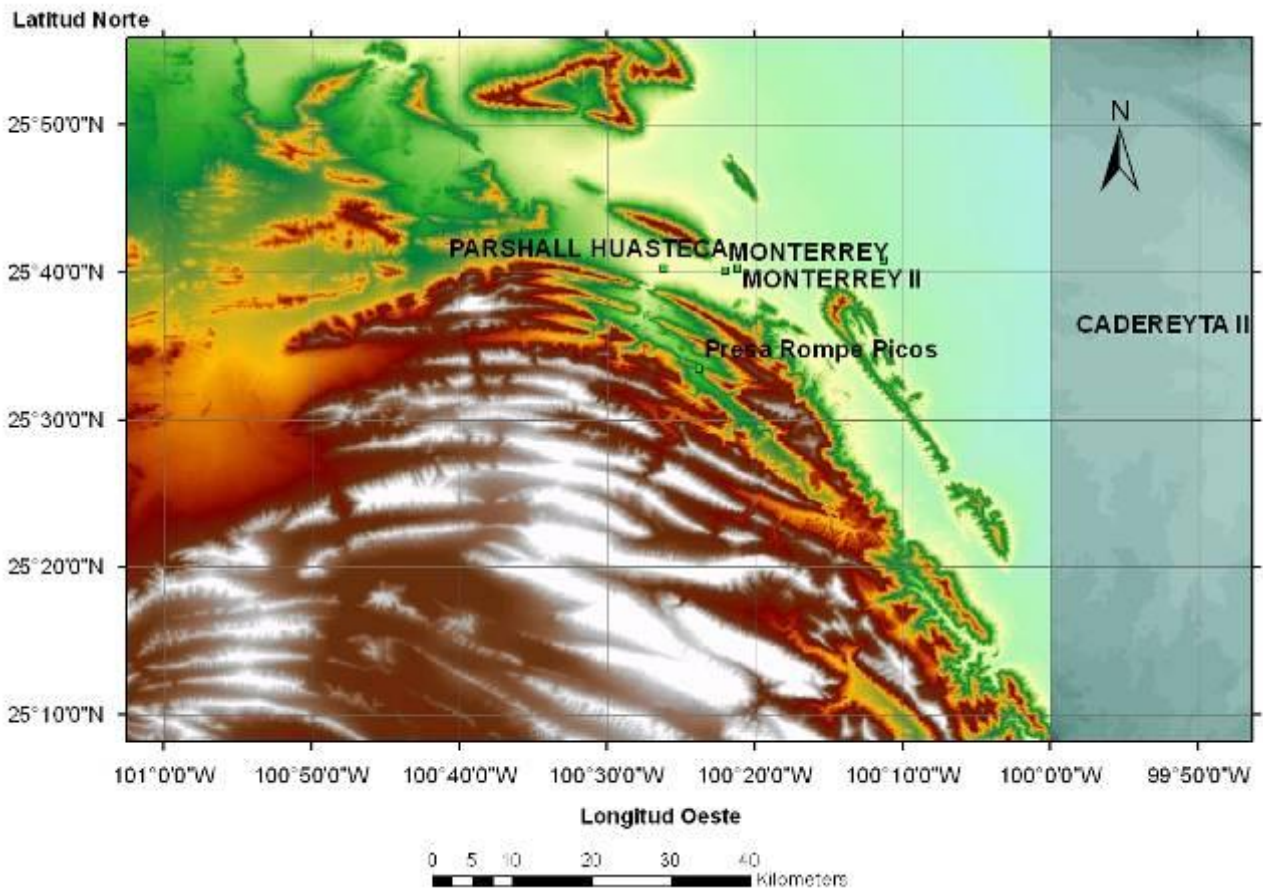 Latitud Norte
25°50'0"N
N
PARSHALL HUASTECA
MONTERREY
25°40'0"N
MONTERREY II
CADEREYTA II
Presa Rompe Picos
25°30'0"N
25°20'0"N
25°10'0"N
101°0'0"W 100°50'0"W 100°40'0"W 100°30'0"W 100°20'0"W 100°10'0"W 100°0'0"W 99°50'0"W
Longitud Oeste
0 5 10 20 30 40
Kilometers